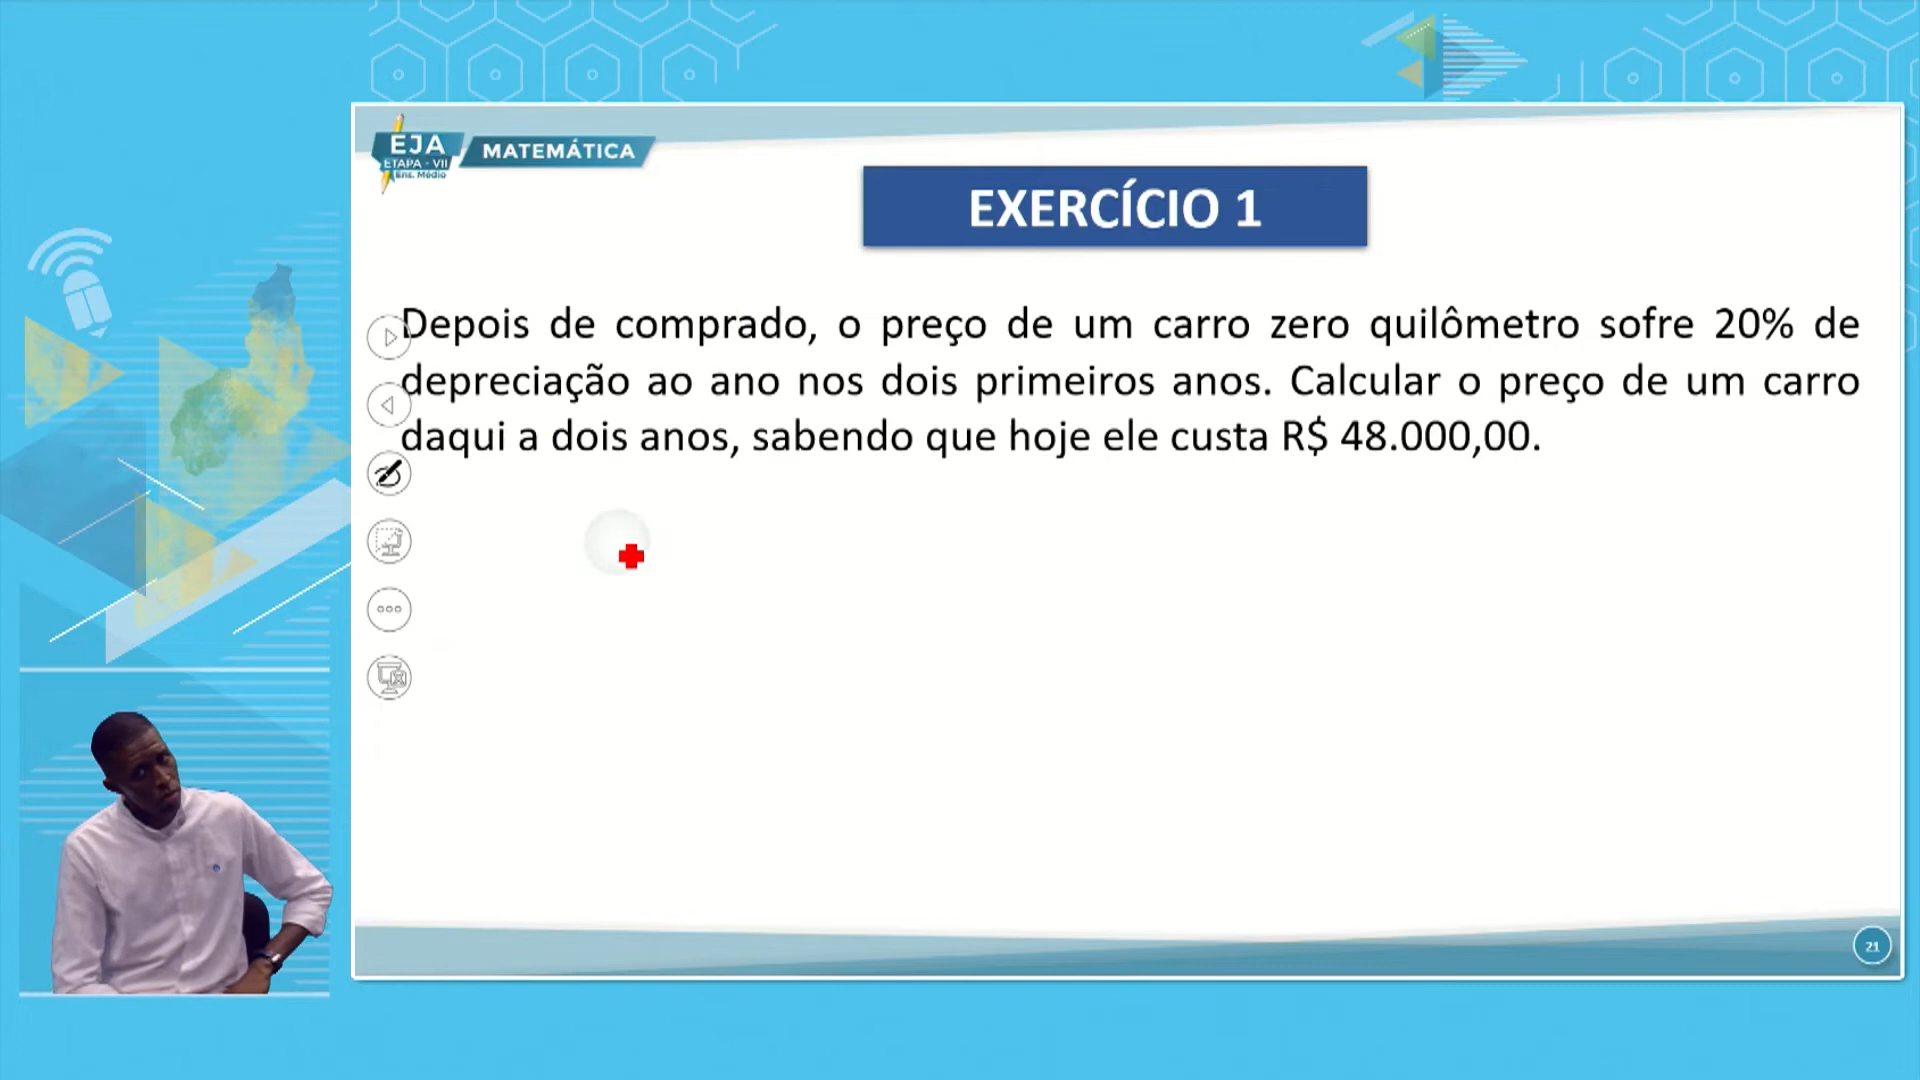 EJA
ETAPA - VII
Ens. Médio
MATEMÁTICA
EXERCÍCIO 1
Depois de comprado, o preço de um carro zero quilômetro sofre 20% de
depreciação ao ano nos dois primeiros anos. Calcular o preço de um carro
daqui a dois anos, sabendo que hoje ele custa R$ 48.000,00.
21